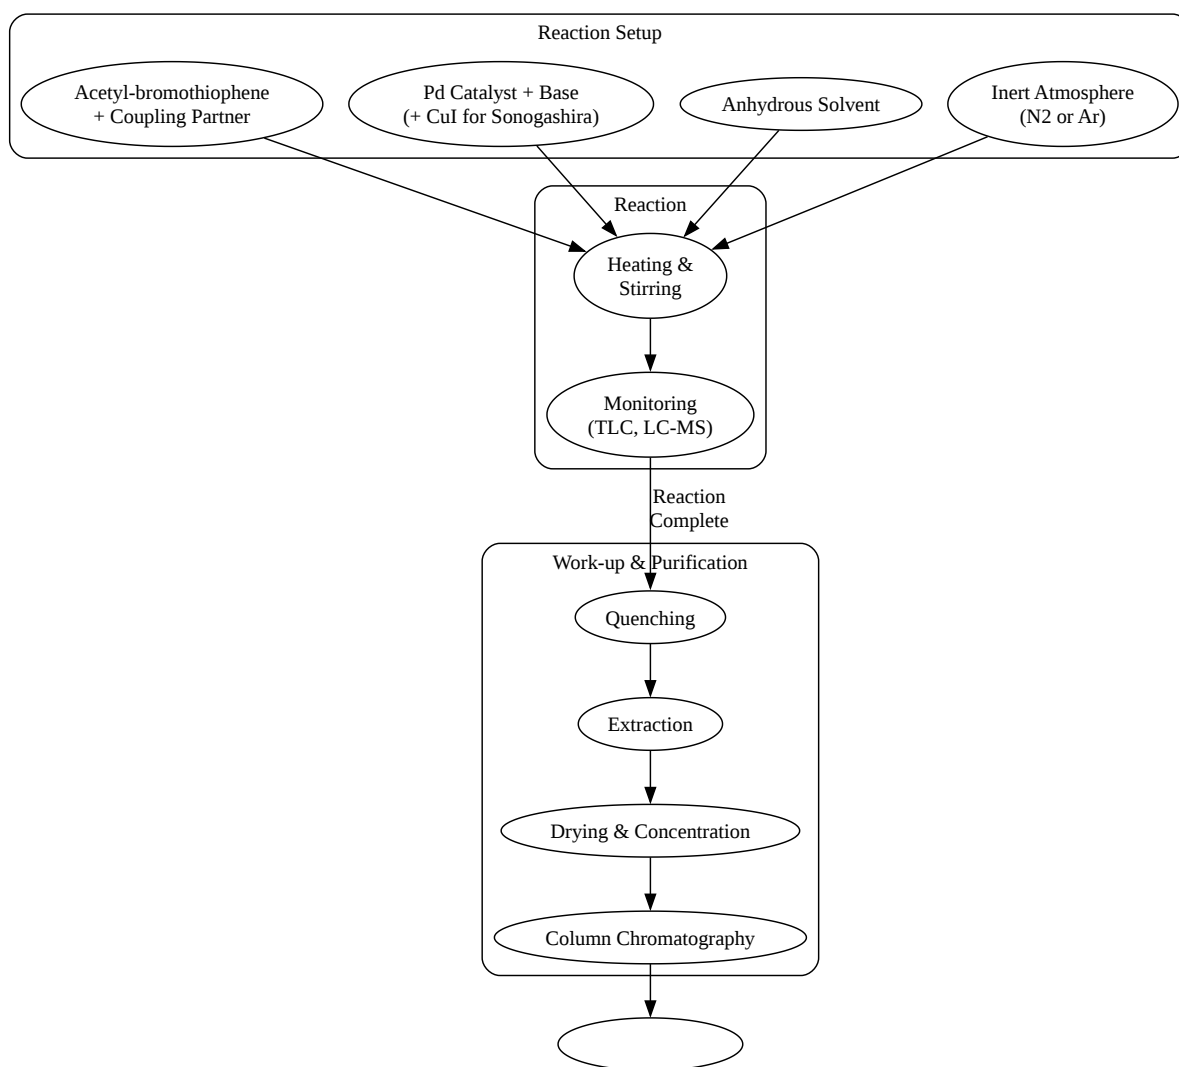 Reaction Setup
Acetyl-bromothiophene
+ Coupling Partner
Pd Catalyst + Base
(+ CuI for Sonogashira)
Anhydrous Solvent
Inert Atmosphere
(N2 or Ar)
Reaction
Heating &
Stirring
Monitoring
(TLC, LC-MS)
Reaction
Complete
Work-up & Purification
Quenching
Extraction
Drying & Concentration
Column Chromatography